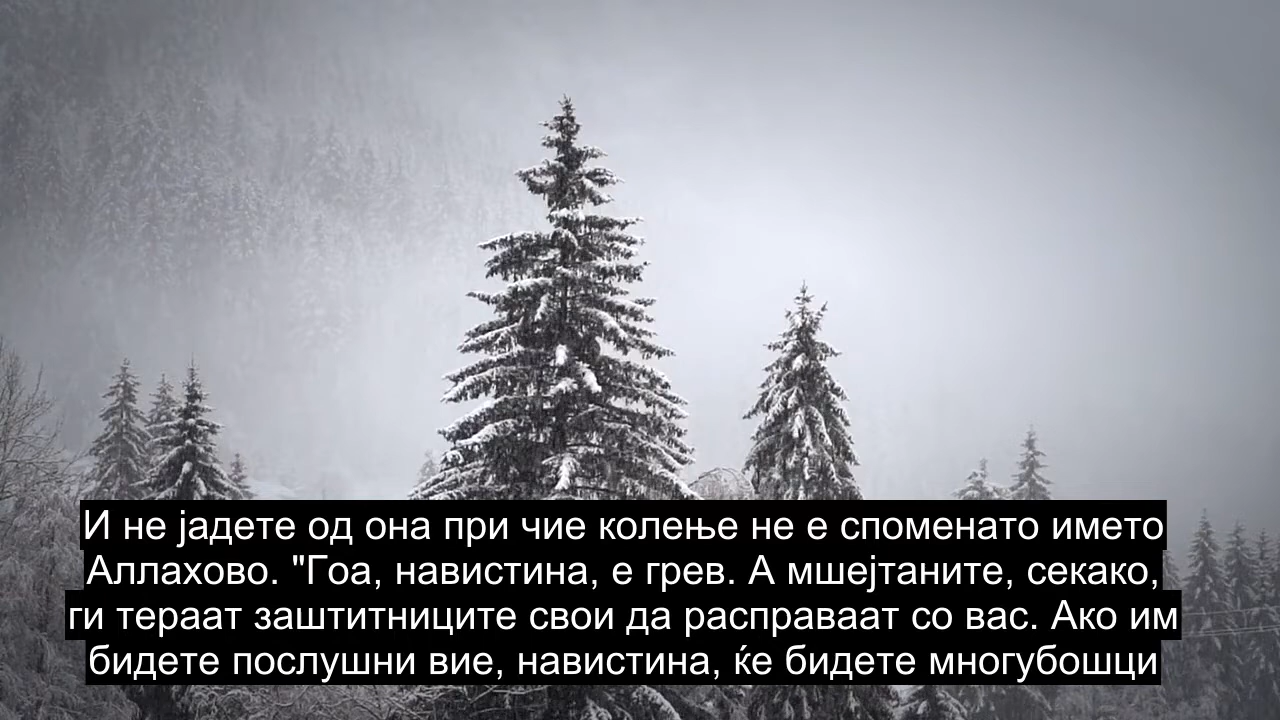 И не јадете од она при чие колење не е споменато името
Аллахово. "Гоа, навистина, е грев. А мшејтаните, секако,
ги тераат заштитниците свои да расправаат со вас. Ако им
бидете послушни вие, навистина, ќе бидете многубошци